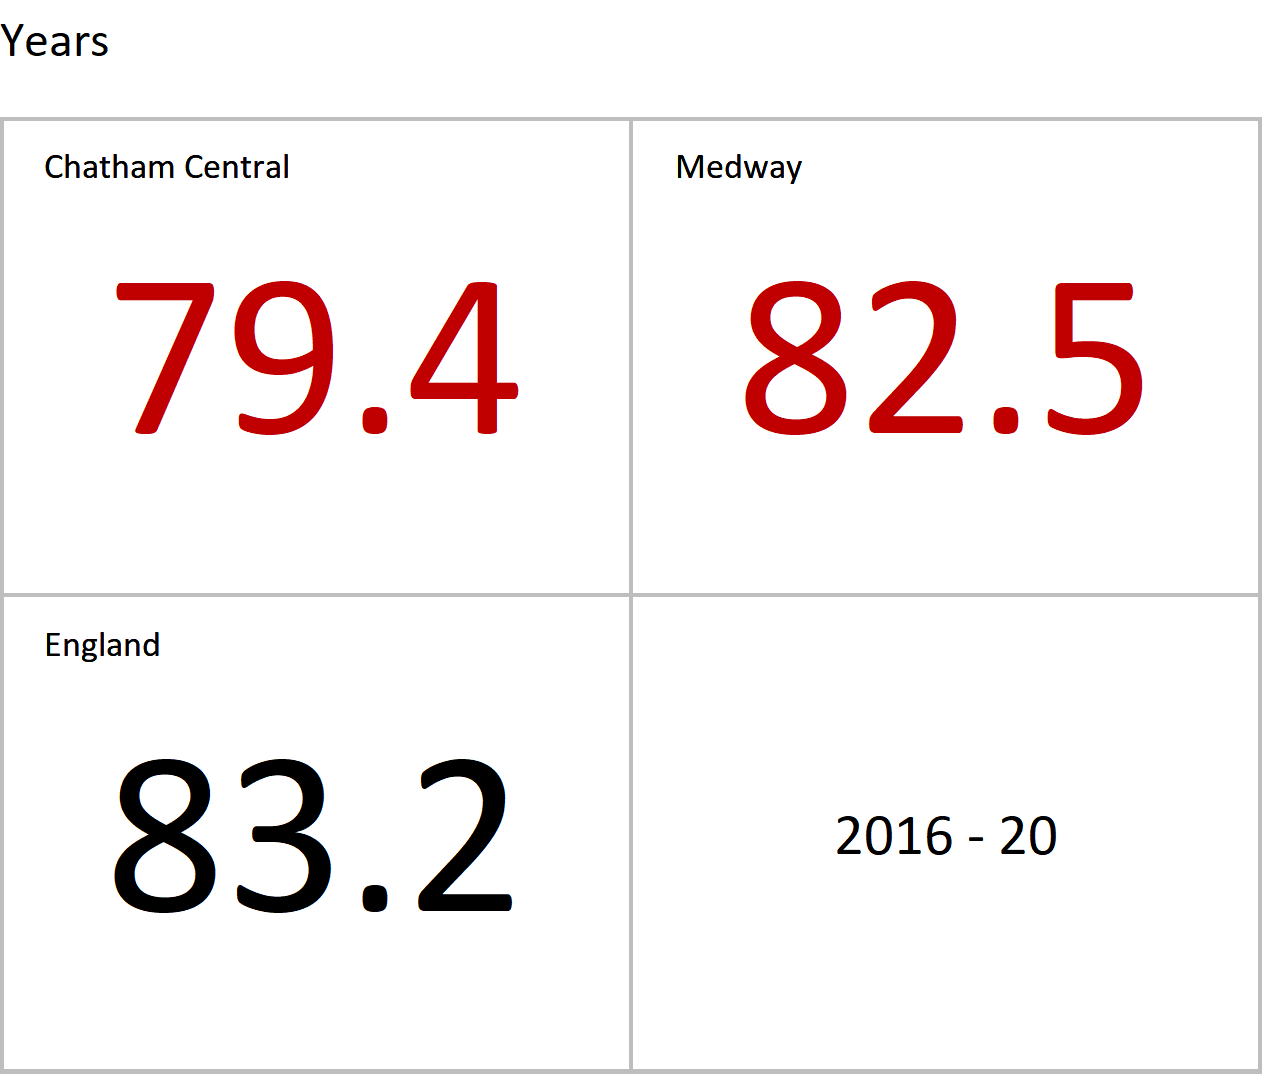 Years
Chatham Central
79.4
Medway
82.5
England
83.2
2016 - 20